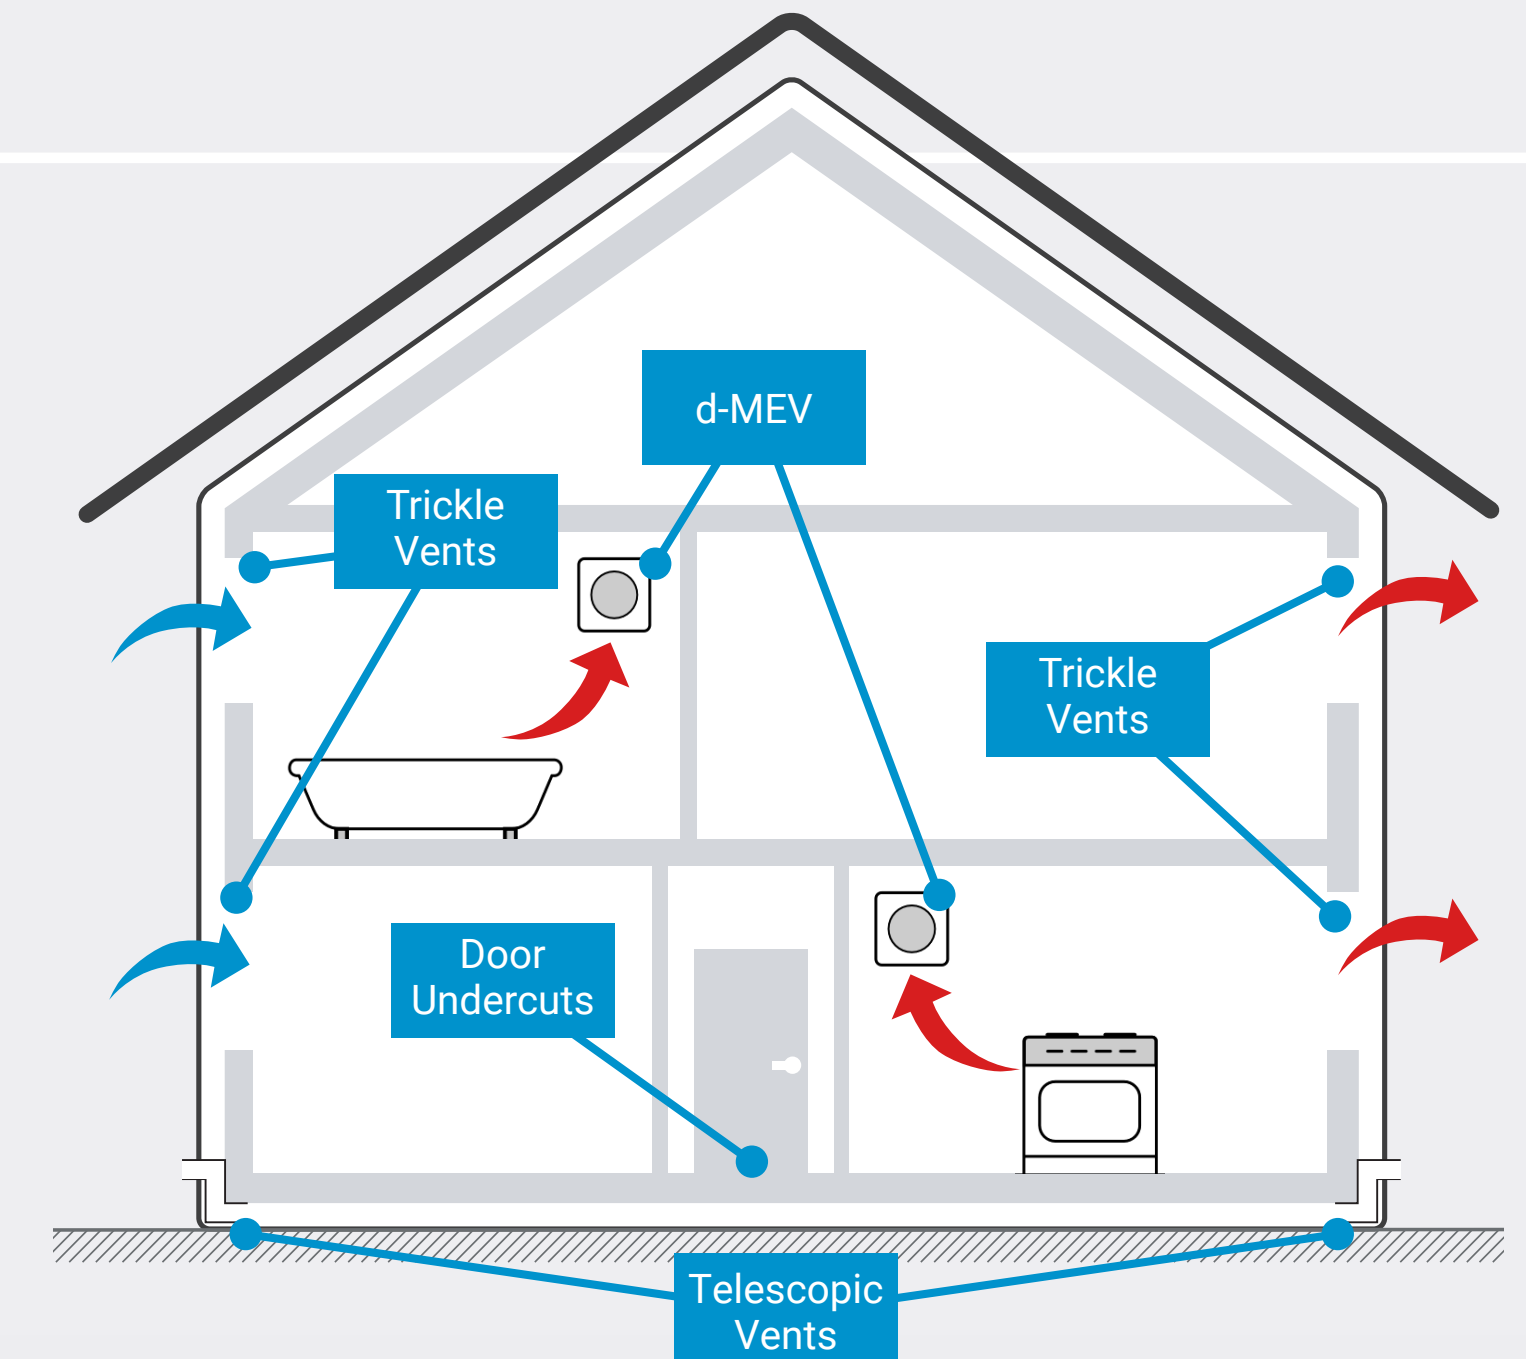 d-MEV
Trickle
Vents
Trickle
Vents
Door
Undercuts
Telescopic
Vents